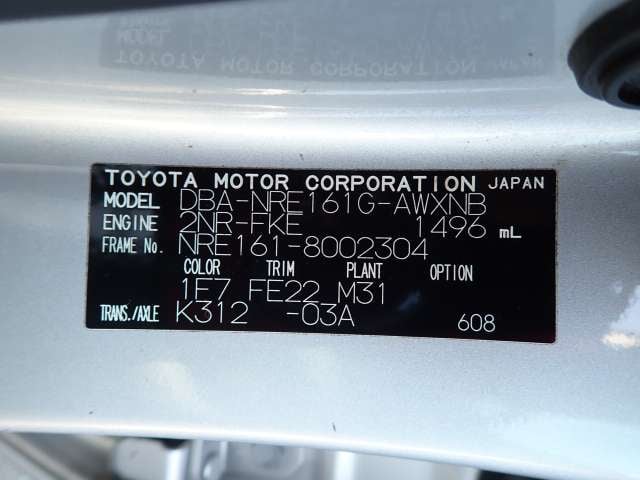 TOYOTA MOTOR CORPORATION JAPAN
MODEL DBA-NRE161G-AWXNB
ENGINE 2NR-FKE 1496 mL
FRAME No. NRE161-8002304
COLOR TRIM PLANT OPTION
1E7 FE22 M31
TRANS./AXLE K312 -03A 608